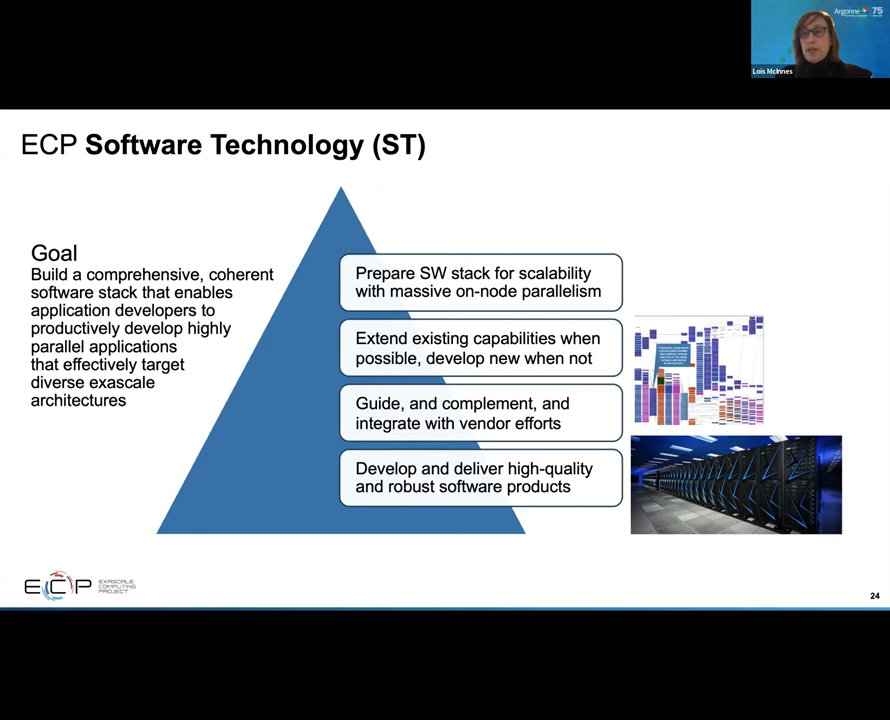 Argonne
75
Lois McInnes
ECP Software Technology (ST)
Goal
Build a comprehensive, coherent
software stack that enables
application developers to
productively develop highly
parallel applications
that effectively target
diverse exascale
architectures
Prepare SW stack for scalability
with massive on-node parallelism
Extend existing capabilities when
possible, develop new when not
Guide, and complement, and
integrate with vendor efforts
Develop and deliver high-quality
and robust software products
ECP
EXASCALE
COMPUTING
PROJECT
24